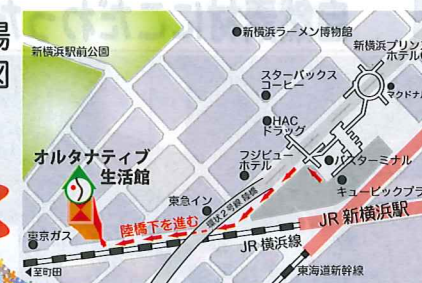 場
図
新横浜駅前公園
新横浜ラーメン博物館
新横浜プリン
ホテル
スターバックス
コーヒー
マクドナル
HAC
ドラッグ
フジビュー
ホテル
バスターミナル
オルタナティブ
生活館
キュービックプラ
東急イン
環状2号線 陸橋
陸橋下を進む
JR 新横浜駅
JR 横浜線
東京ガス
至町田
東海道新幹線